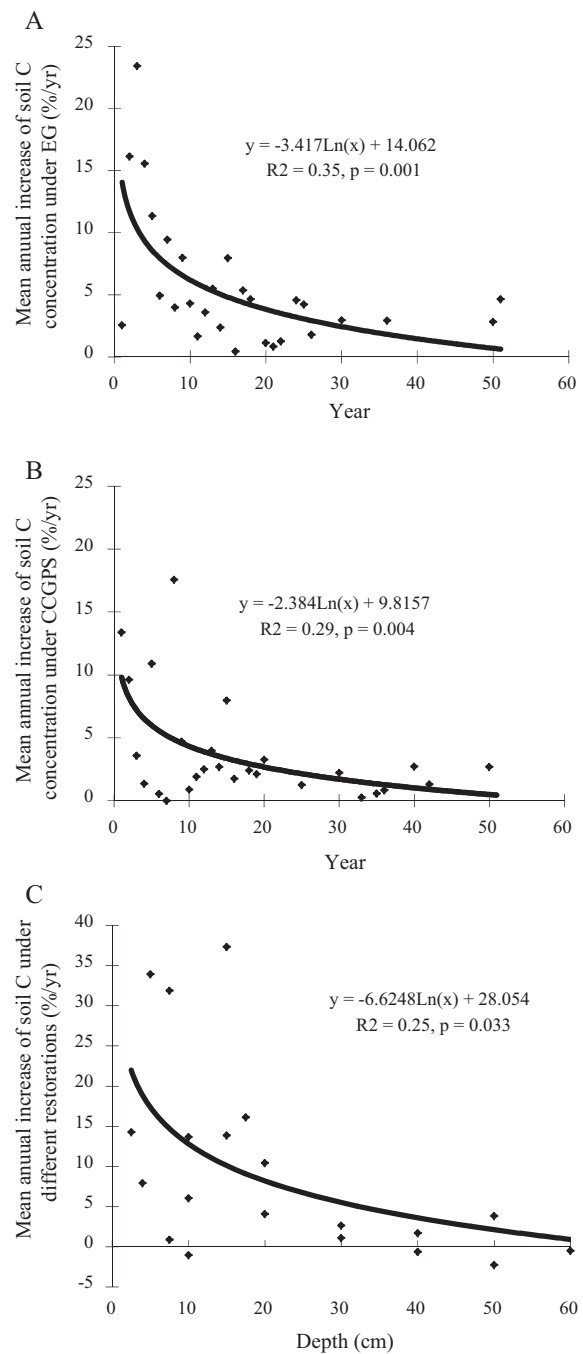 A
Mean anuual increase of soil C
concentration under EG (%/yr)
25
20
15
10
5
0
y = -3.417Ln(x) + 14.062
R2 = 0.35, p = 0.001
0 10 20 30 40 50 60
Year
B
Mean annual increase of soil C
concentration under CCGPS (%/yr)
25
20
15
10
5
0
y = -2.384Ln(x) + 9.8157
R2 = 0.29, p = 0.004
0 10 20 30 40 50 60
Year
C
Mean anuual increase of soil C under
different restorations (%/yr)
40
35
30
25
20
15
10
5
0
-5
y = -6.6248Ln(x) + 28.054
R2 = 0.25, p = 0.033
0 10 20 30 40 50 60
Depth (cm)